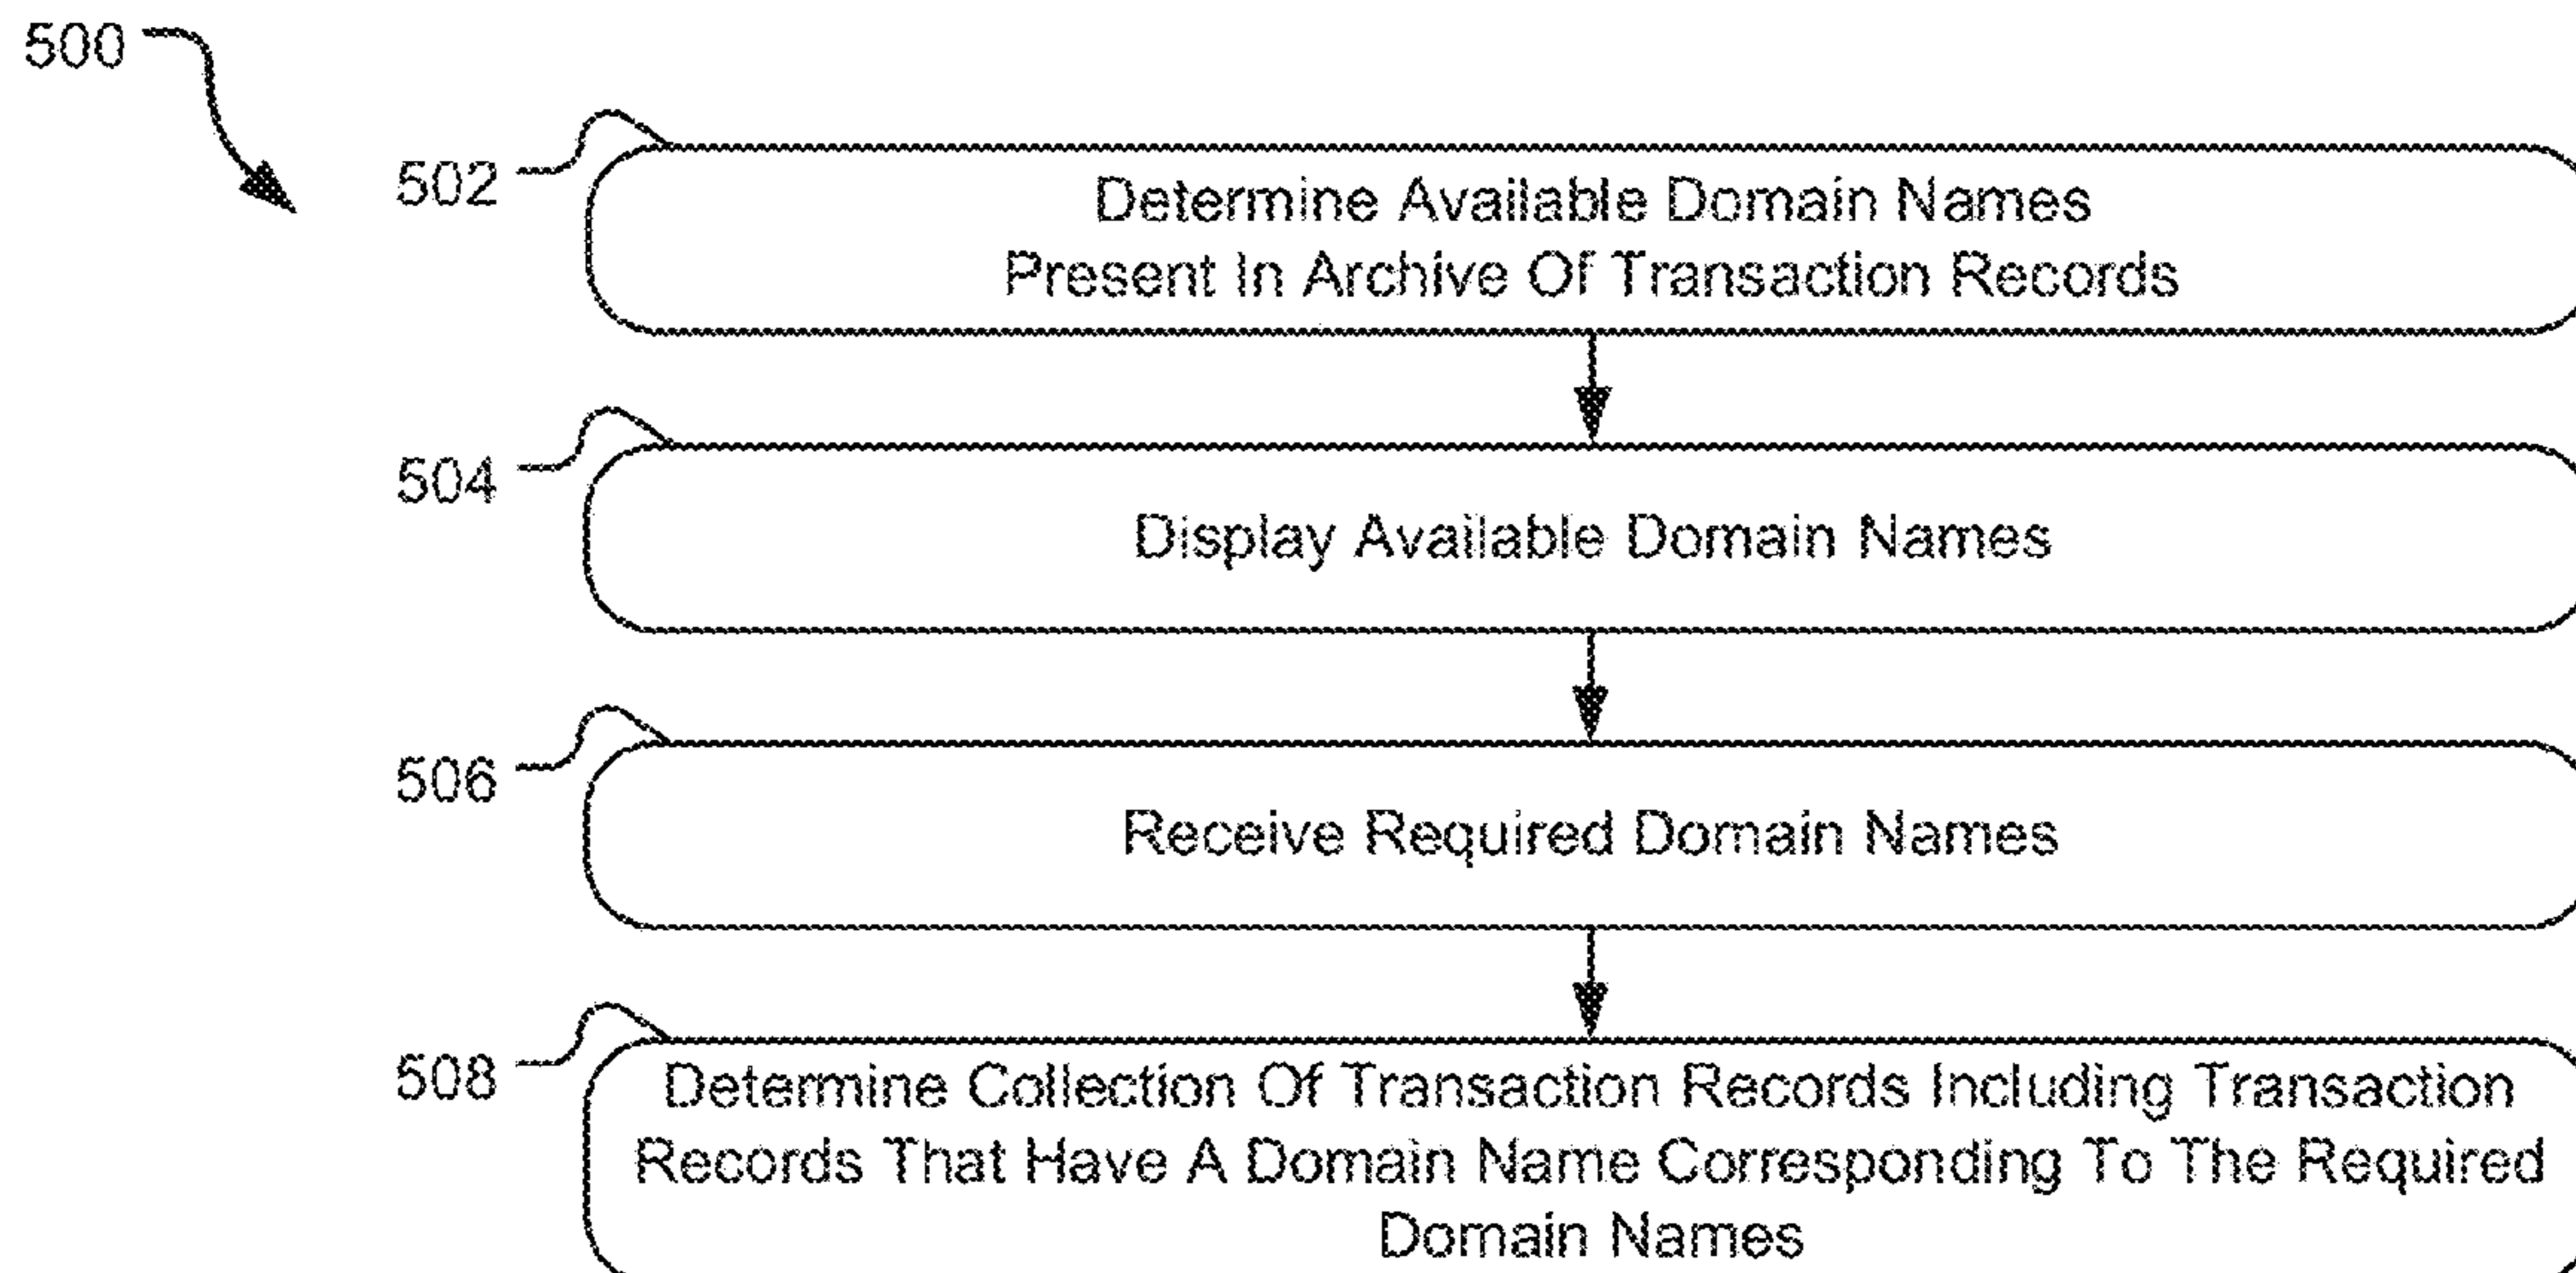 500
502
Determine Available Domain Names
Present In Archive Of Transaction Records
504
Display Available Domain Names
506
Receive Required Domain Names
508
Determine Collection Of Transaction Records Including Transaction
Records That Have A Domain Name Corresponding To The Required
Domain Names